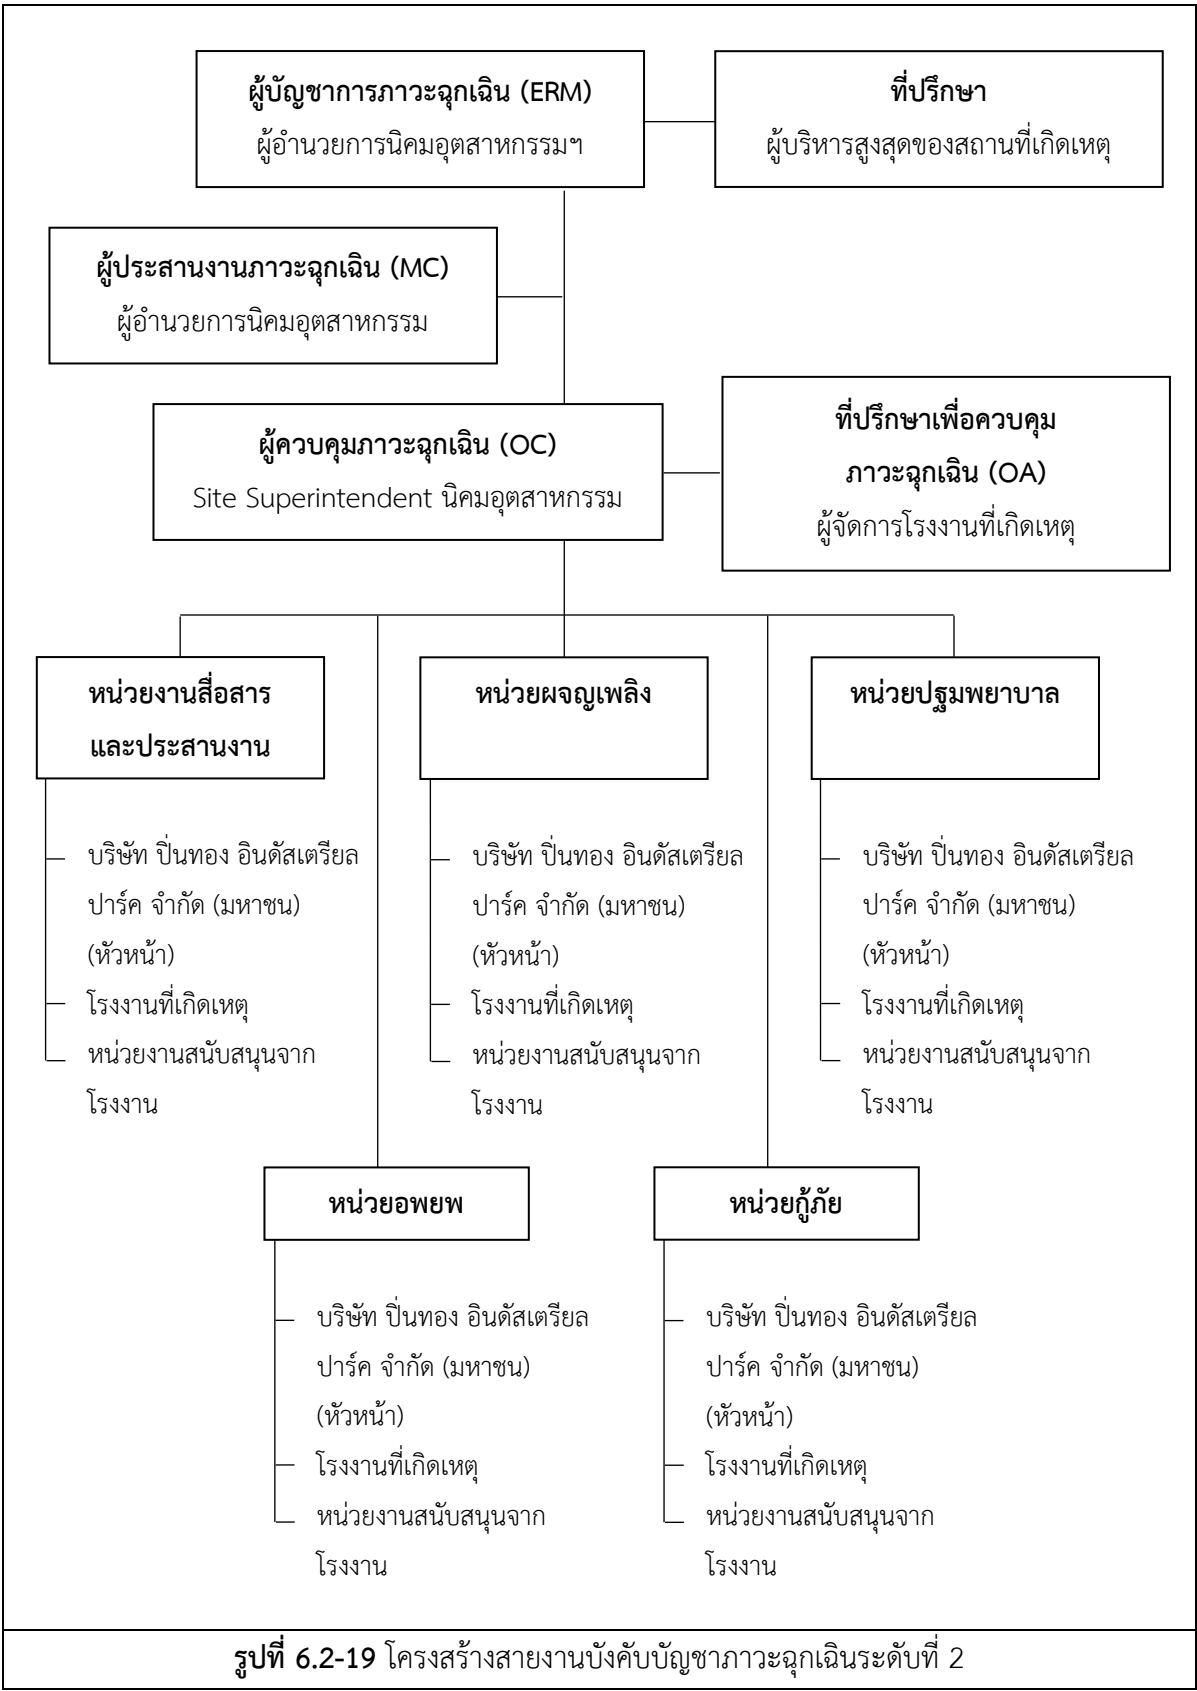 ผู้บัญชาการภาวะฉุกเฉิน (ERM)
ผู้อำนวยการนิคมอุตสาหกรรมฯ
ที่ปรึกษา
ผู้บริหารสูงสุดของสถานที่เกิดเหตุ
ผู้ประสานงานภาวะฉุกเฉิน (MC)
ผู้อำนวยการนิคมอุตสาหกรรม
ผู้ควบคุมภาวะฉุกเฉิน (OC)
Site Superintendent นิคมอุตสาหกรรม
ที่ปรึกษาเพื่อควบคุม
ภาวะฉุกเฉิน (OA)
ผู้จัดการโรงงานที่เกิดเหตุ
หน่วยงานสื่อสาร
และประสานงาน
บริษัท ปิ่นทอง อินดัสเตรียล
ปาร์ค จำกัด (มหาชน)
(หัวหน้า)
โรงงานที่เกิดเหตุ
หน่วยงานสนับสนุนจาก
โรงงาน
หน่วยผจญเพลิง
บริษัท ปิ่นทอง อินดัสเตรียล
ปาร์ค จำกัด (มหาชน)
(หัวหน้า)
โรงงานที่เกิดเหตุ
หน่วยงานสนับสนุนจาก
โรงงาน
หน่วยปฐมพยาบาล
บริษัท ปิ่นทอง อินดัสเตรียล
ปาร์ค จำกัด (มหาชน)
(หัวหน้า)
โรงงานที่เกิดเหตุ
หน่วยงานสนับสนุนจาก
โรงงาน
หน่วยอพยพ
บริษัท ปิ่นทอง อินดัสเตรียล
ปาร์ค จำกัด (มหาชน)
(หัวหน้า)
โรงงานที่เกิดเหตุ
หน่วยงานสนับสนุนจาก
โรงงาน
หน่วยกู้ภัย
บริษัท ปิ่นทอง อินดัสเตรียล
ปาร์ค จำกัด (มหาชน)
(หัวหน้า)
โรงงานที่เกิดเหตุ
หน่วยงานสนับสนุนจาก
โรงงาน
รูปที่ 6.2-19 โครงสร้างสายงานบังคับบัญชาภาวะฉุกเฉินระดับที่ 2